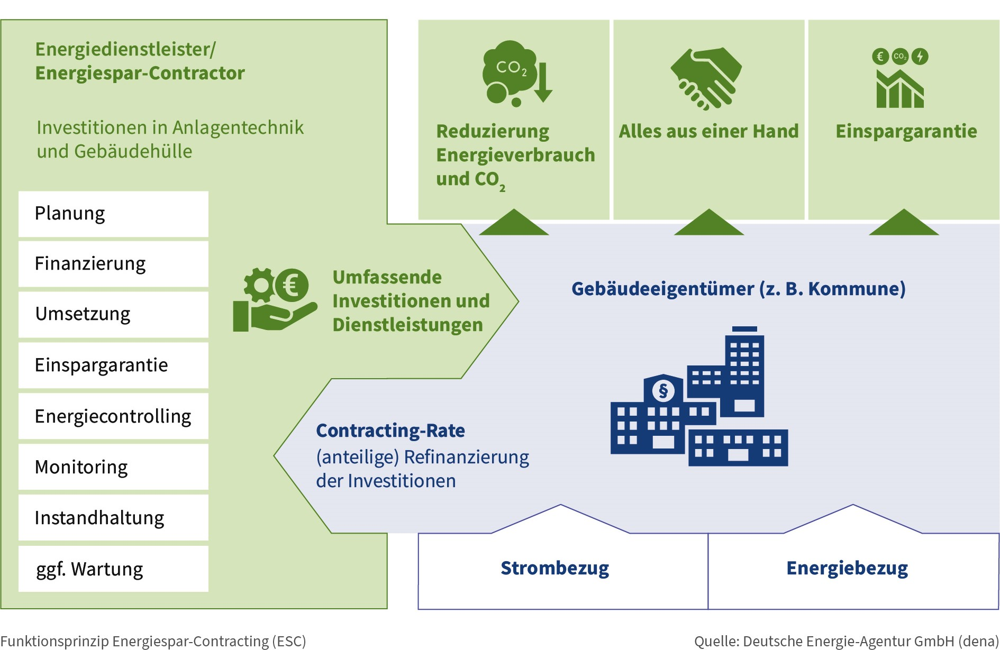 Energiedienstleister/
Energiespar-Contractor
Investitionen in Anlagentechnik
und Gebäudehülle
Planung
Finanzierung
Umsetzung
Einspargarantie
Energiecontrolling
Monitoring
Instandhaltung
ggf. Wartung
€
Umfassende
Investitionen und
Dienstleistungen
CO₂
Reduzierung
Energieverbrauch
und CO₂
Alles aus einer Hand
€ CO₂
Einspargarantie
Gebäudeeigentümer (z. B. Kommune)
§
Contracting-Rate
(anteilige) Refinanzierung
der Investitionen
Strombezug
Energiebezug
Funktionsprinzip Energiespar-Contracting (ESC)
Quelle: Deutsche Energie-Agentur GmbH (dena)